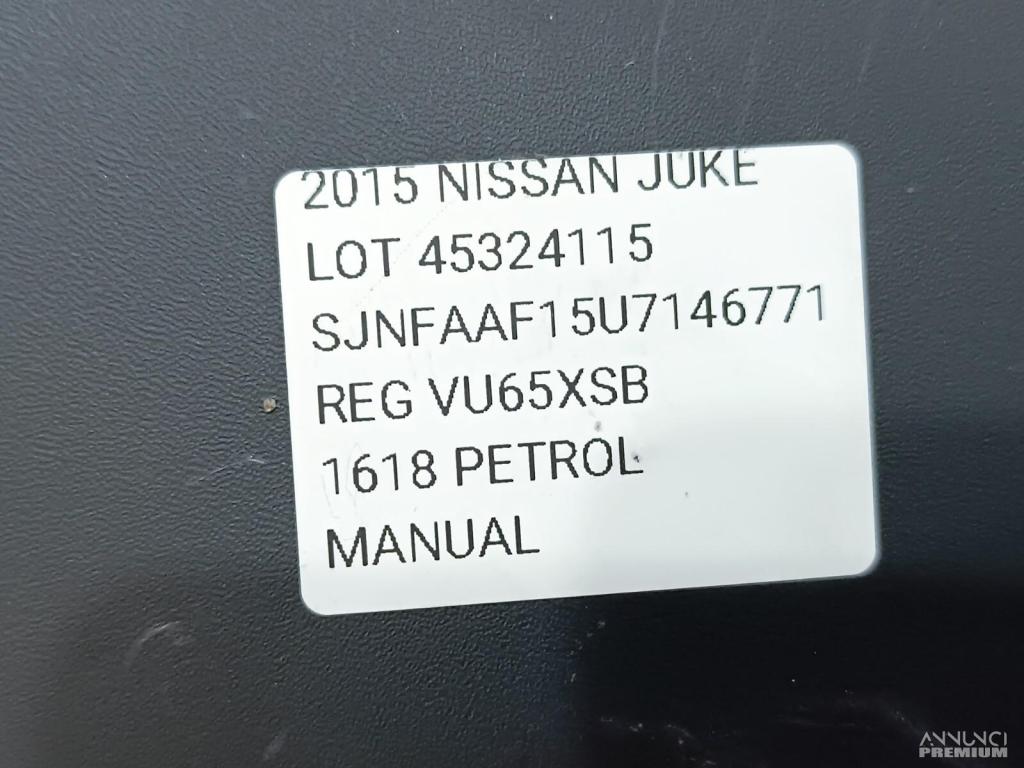 2015 NISSAN JUKE
LOT 45324115
SJNFAAF15U7146771
REG VU65XSB
1618 PETROL
MANUAL
ANNUNCI
PREMIUM